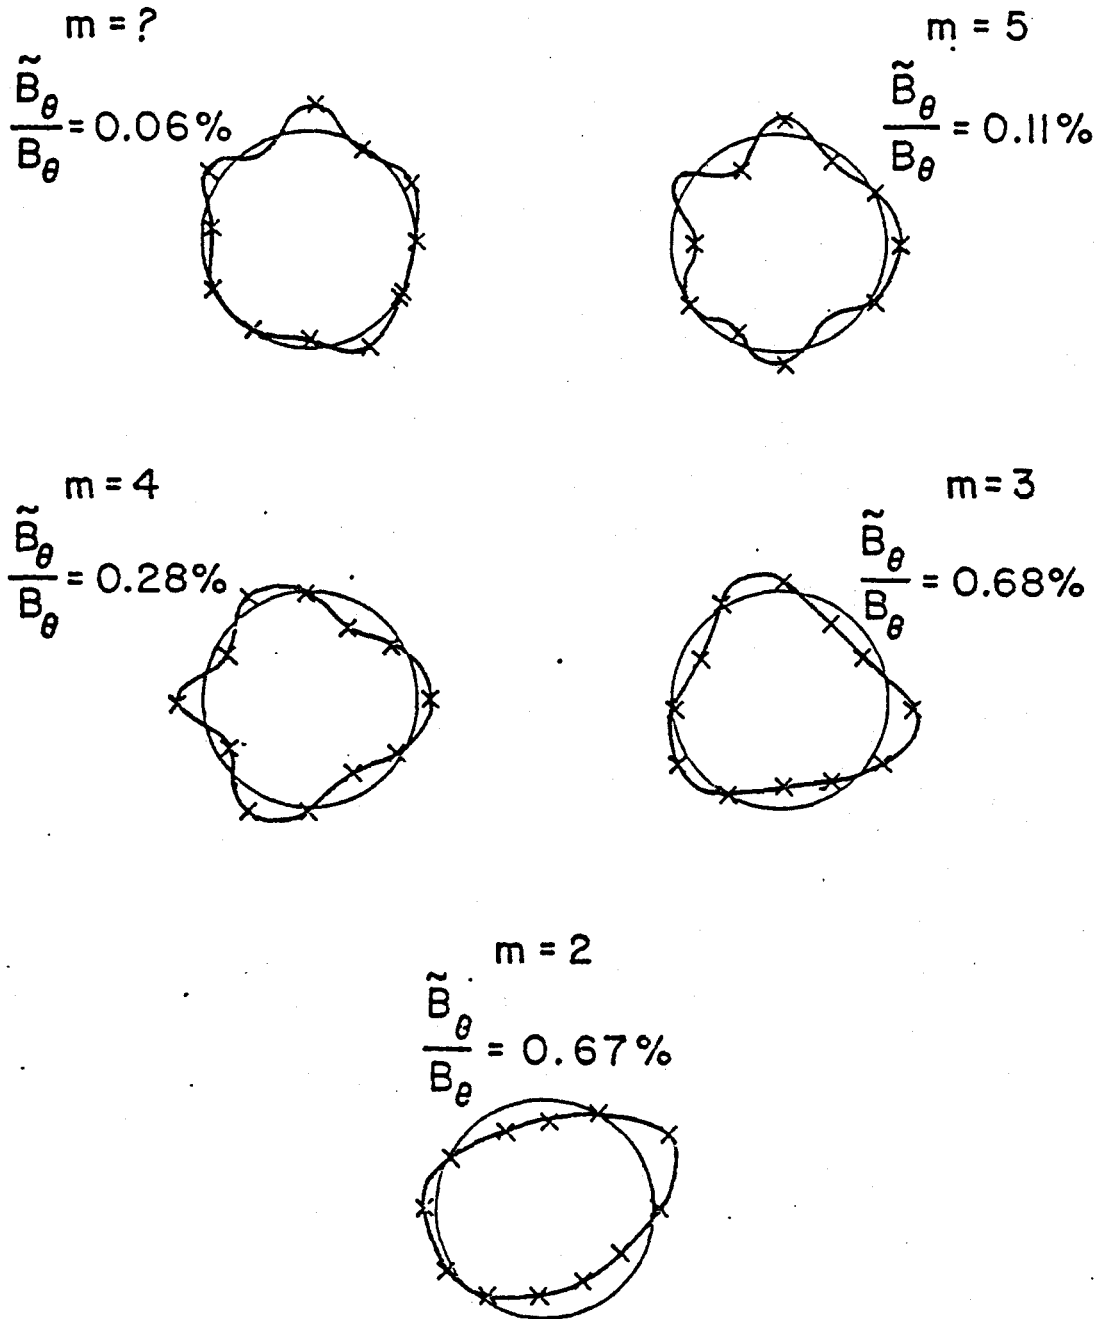 m = ?
B̃θ/Bθ = 0.06%
m = 5
B̃θ/Bθ = 0.11%
m = 4
B̃θ/Bθ = 0.28%
m = 3
B̃θ/Bθ = 0.68%
m = 2
B̃θ/Bθ = 0.67%